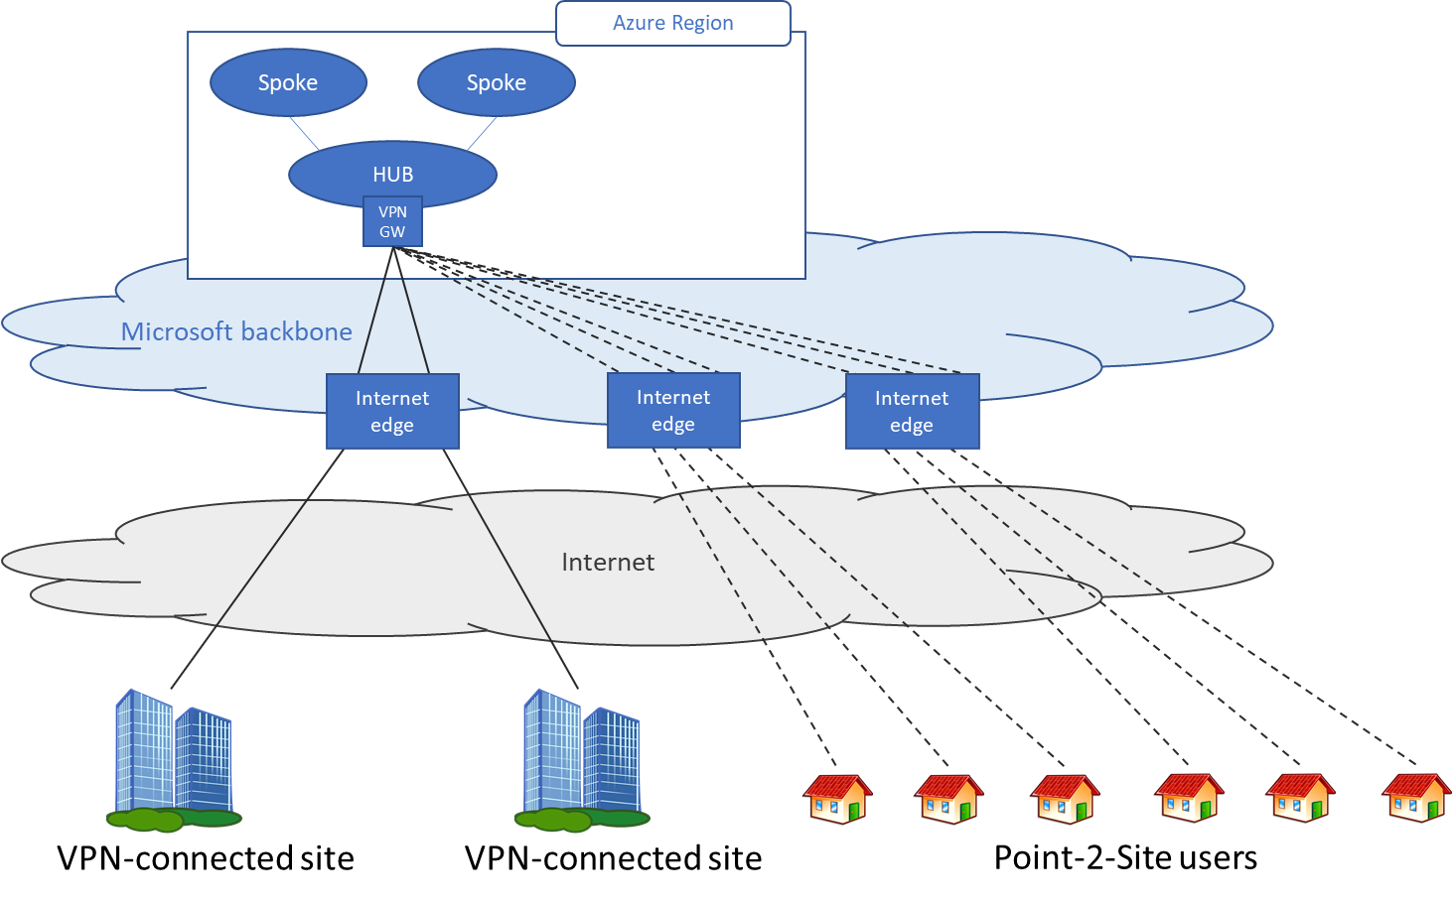 Azure Region
Spoke
Spoke
HUB
VPN
GW
Microsoft backbone
Internet
edge
Internet
edge
Internet
edge
Internet
VPN-connected site
VPN-connected site
Point-2-Site users